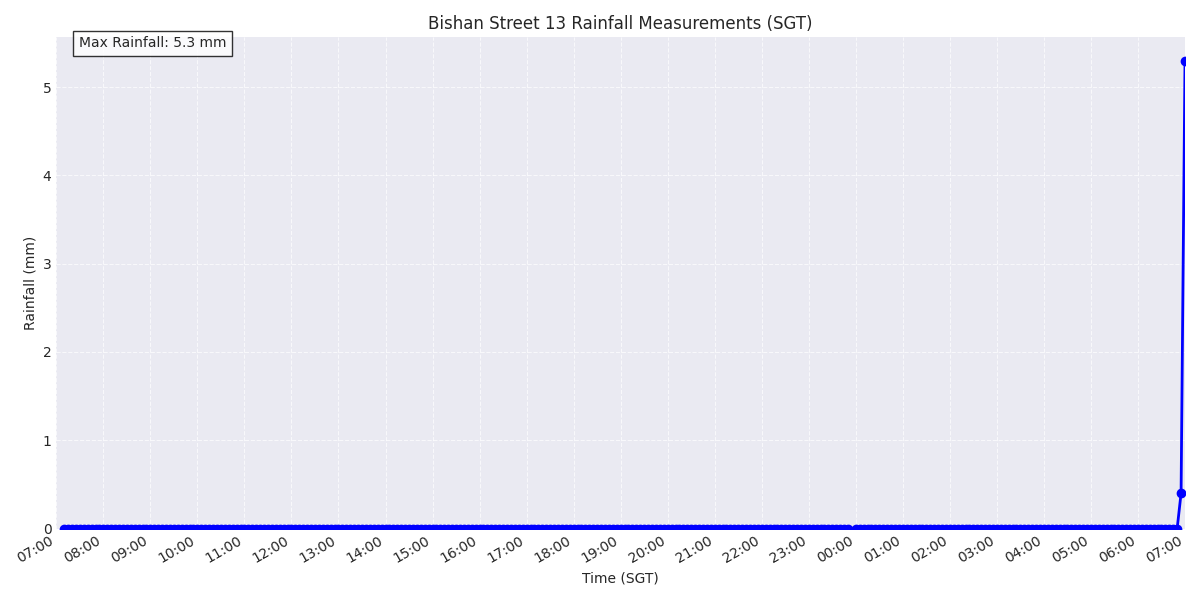 Bishan Street 13 Rainfall Measurements (SGT)
Max Rainfall: 5.3 mm
5
4
3
2
1
0
Rainfall (mm)
07:00 08:00 09:00 10:00 11:00 12:00 13:00 14:00 15:00 16:00 17:00 18:00 19:00 20:00 21:00 22:00 23:00 00:00 01:00 02:00 03:00 04:00 05:00 06:00 07:00
Time (SGT)